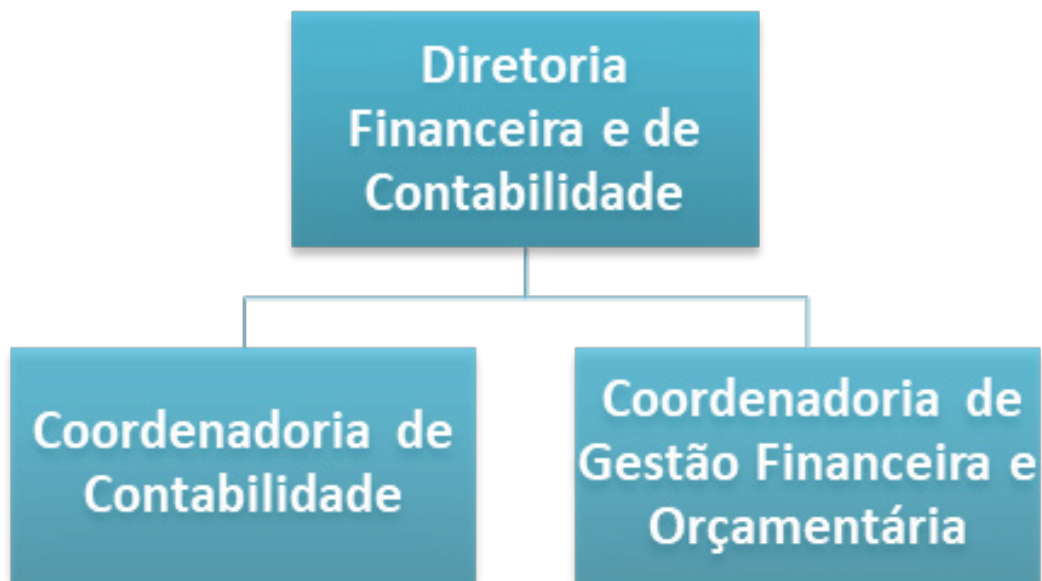 Diretoria
Financeira e de
Contabilidade
Coordenadoria de
Contabilidade
Coordenadoria de
Gestão Financeira e
Orçamentária